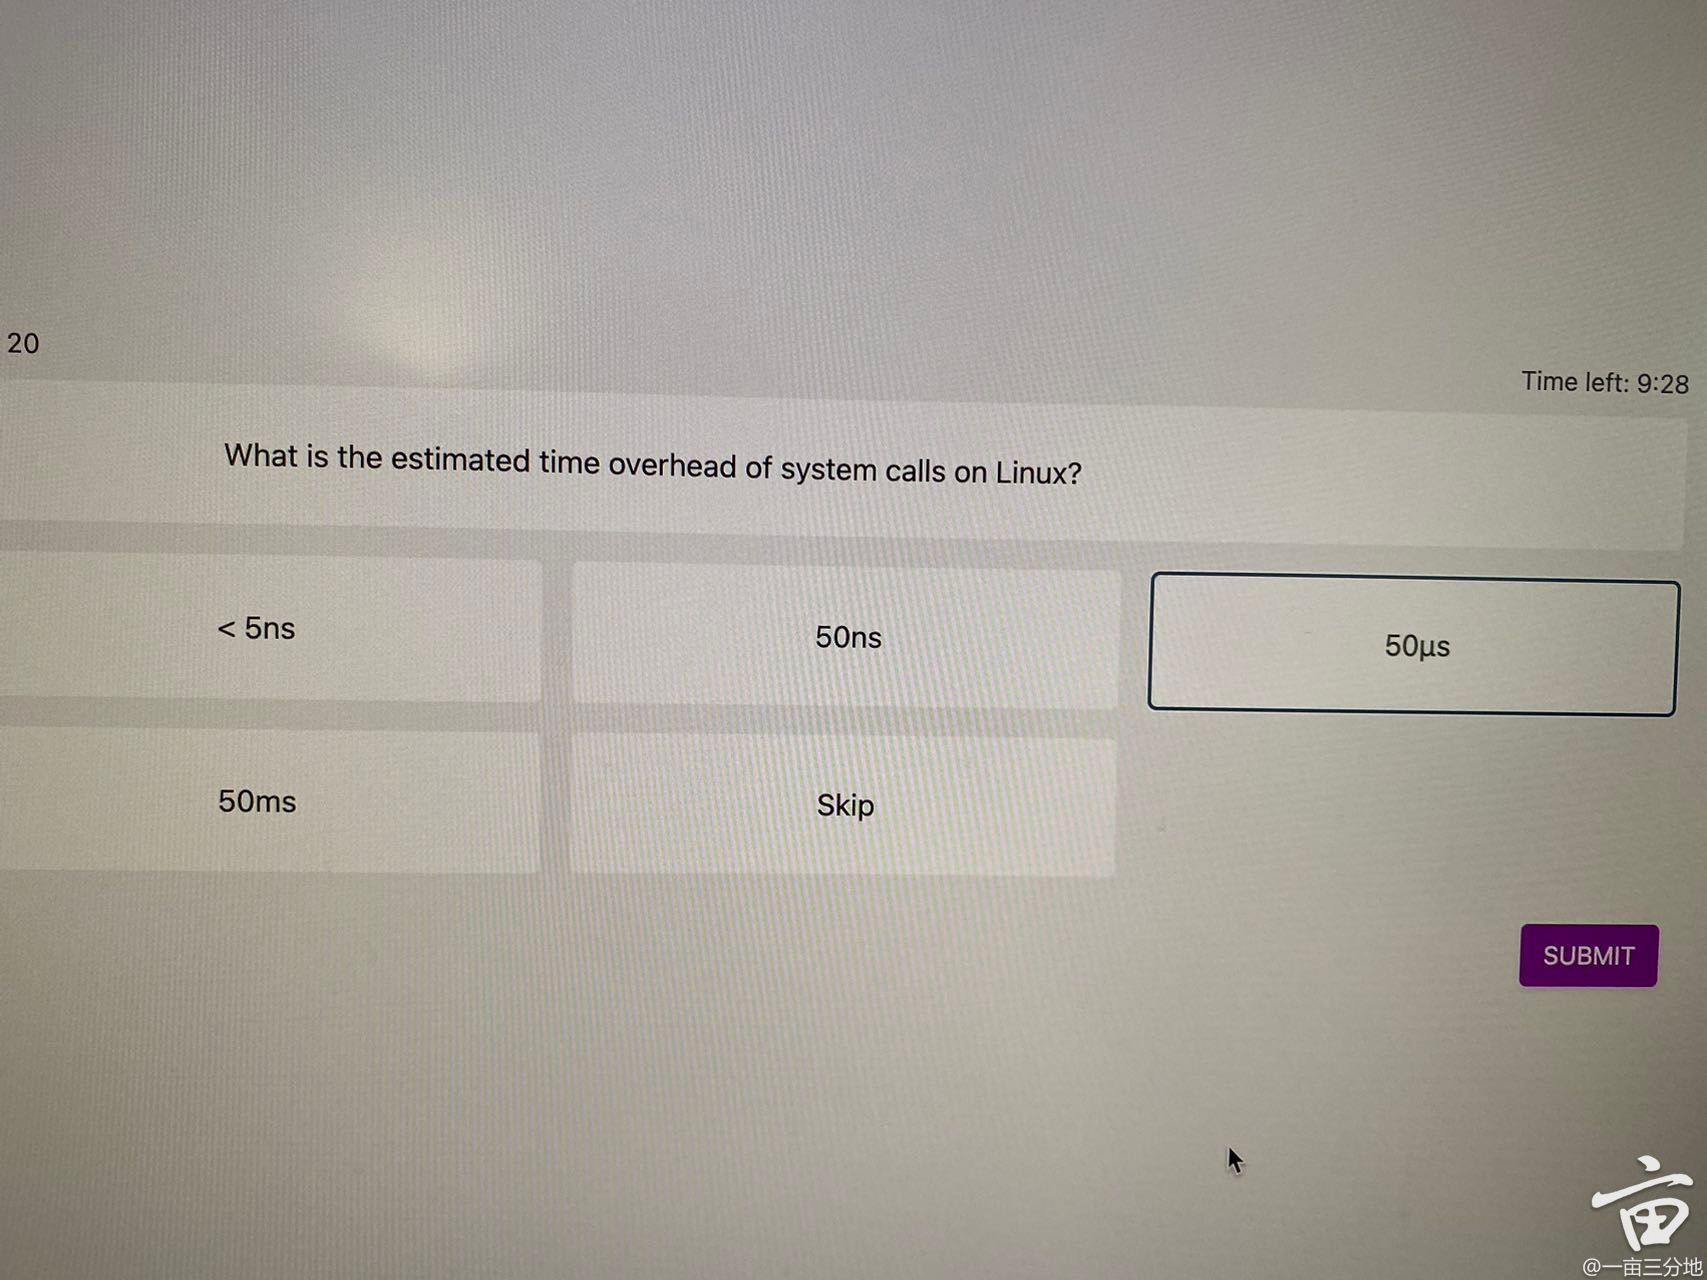 20
Time left: 9:28
What is the estimated time overhead of system calls on Linux?
< 5ns
50ns
50μs
50ms
Skip
SUBMIT
亩
@一亩三分地